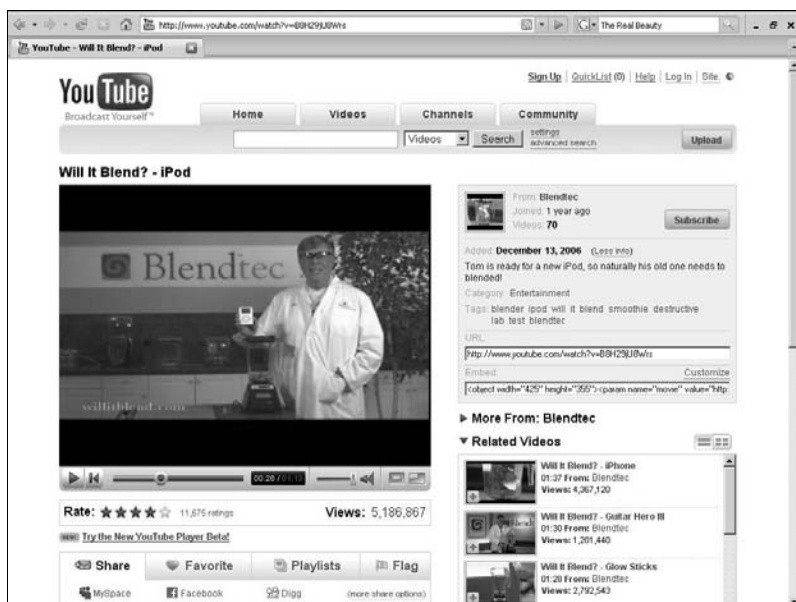 http://www.youtube.com/watch?v=B8H29jU8Wrs
The Real Beauty
YouTube - Will It Blend? - iPod
You Tube
Broadcast Yourself™
Sign Up | QuickList (0) | Help | Log In | Site:
Home Videos Channels Community
Videos Search settings
advanced search
Upload
Will It Blend? - iPod
Blendtec
willitblend.com
00:26 / 01:13
Rate: 11,675 ratings Views: 5,186,867
Try the New YouTube Player Beta!
Share Favorite Playlists Flag
MySpace Facebook Digg (more share options)
From: Blendtec
Joined: 1 year ago
Videos: 70
Subscribe
Added: December 13, 2006 (Less info)
Tom is ready for a new iPod, so naturally his old one needs to
blended!
Category: Entertainment
Tags: blender ipod will it blend smoothie destructive
lab test blendtec
URL:
http://www.youtube.com/watch?v=B8H29jU8Wrs
Embed: Customize
<object width="425" height="355"><param name="movie" value="http:
More From: Blendtec
Related Videos
Will It Blend? - iPhone
01:37 From: Blendtec
Views: 4,367,120
Will It Blend? - Guitar Hero III
01:30 From: Blendtec
Views: 1,201,440
Will It Blend? - Glow Sticks
01:28 From: Blendtec
Views: 2,792,543